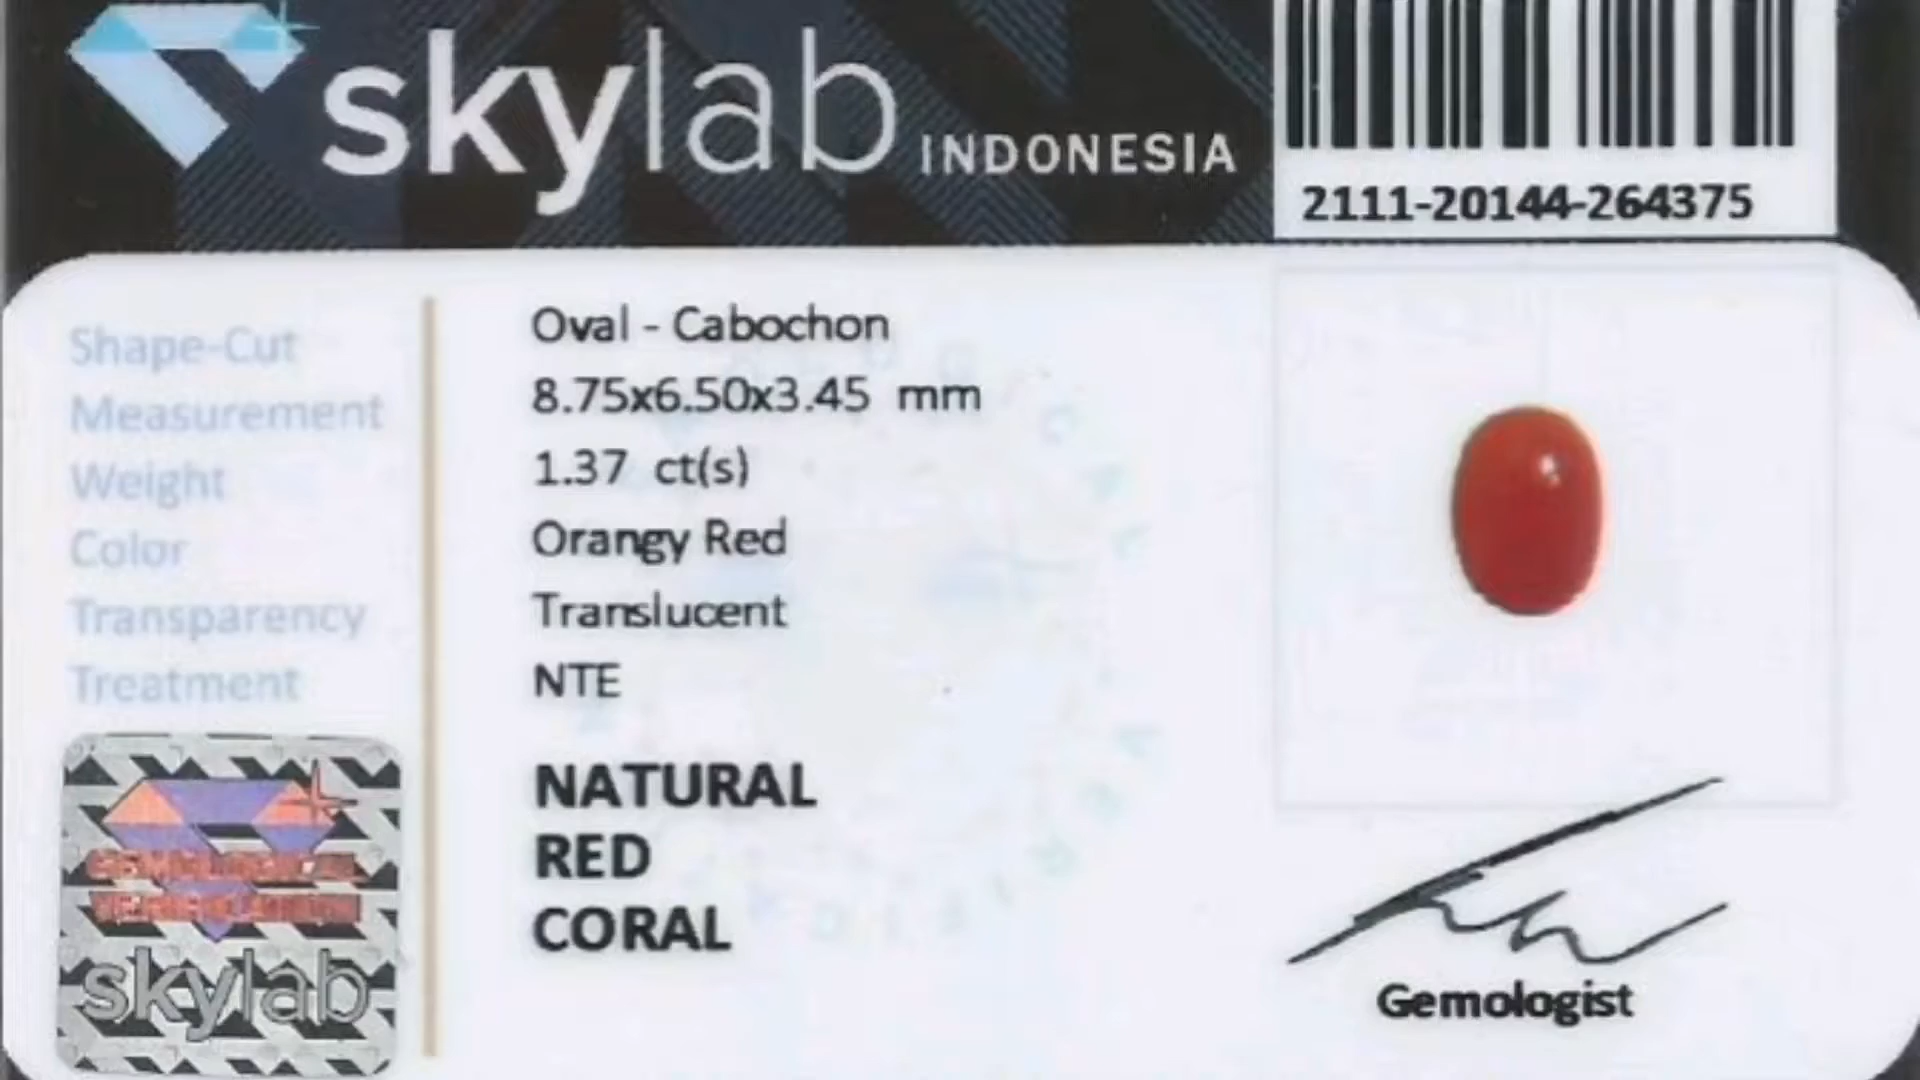 skylab INDONESIA
2111-20144-264375
Shape-Cut Oval - Cabochon
Measurement 8.75x6.50x3.45 mm
Weight 1.37 ct(s)
Color Orangy Red
Transparency Translucent
Treatment NTE
NATURAL
RED
CORAL
skylab
Gemologist